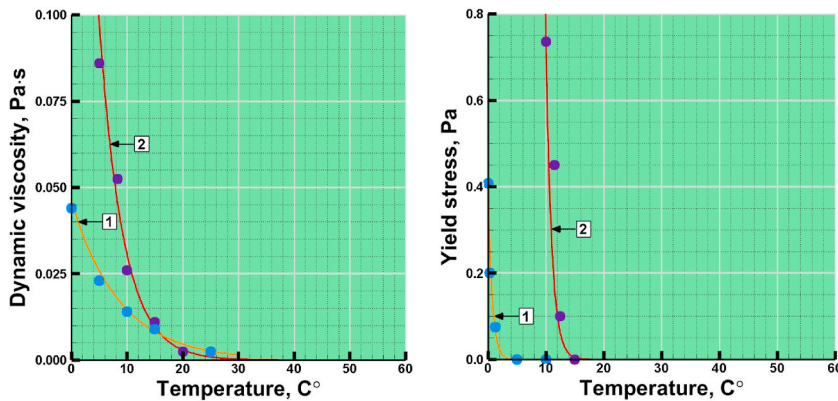 0.100
0.075
0.050
0.025
0.000
0 10 20 30 40 50 60
Dynamic viscosity, Pa·s
Temperature, C°
2
1
0.8
0.6
0.4
0.2
0.0
0 10 20 30 40 50 60
Yield stress, Pa
Temperature, C°
2
1